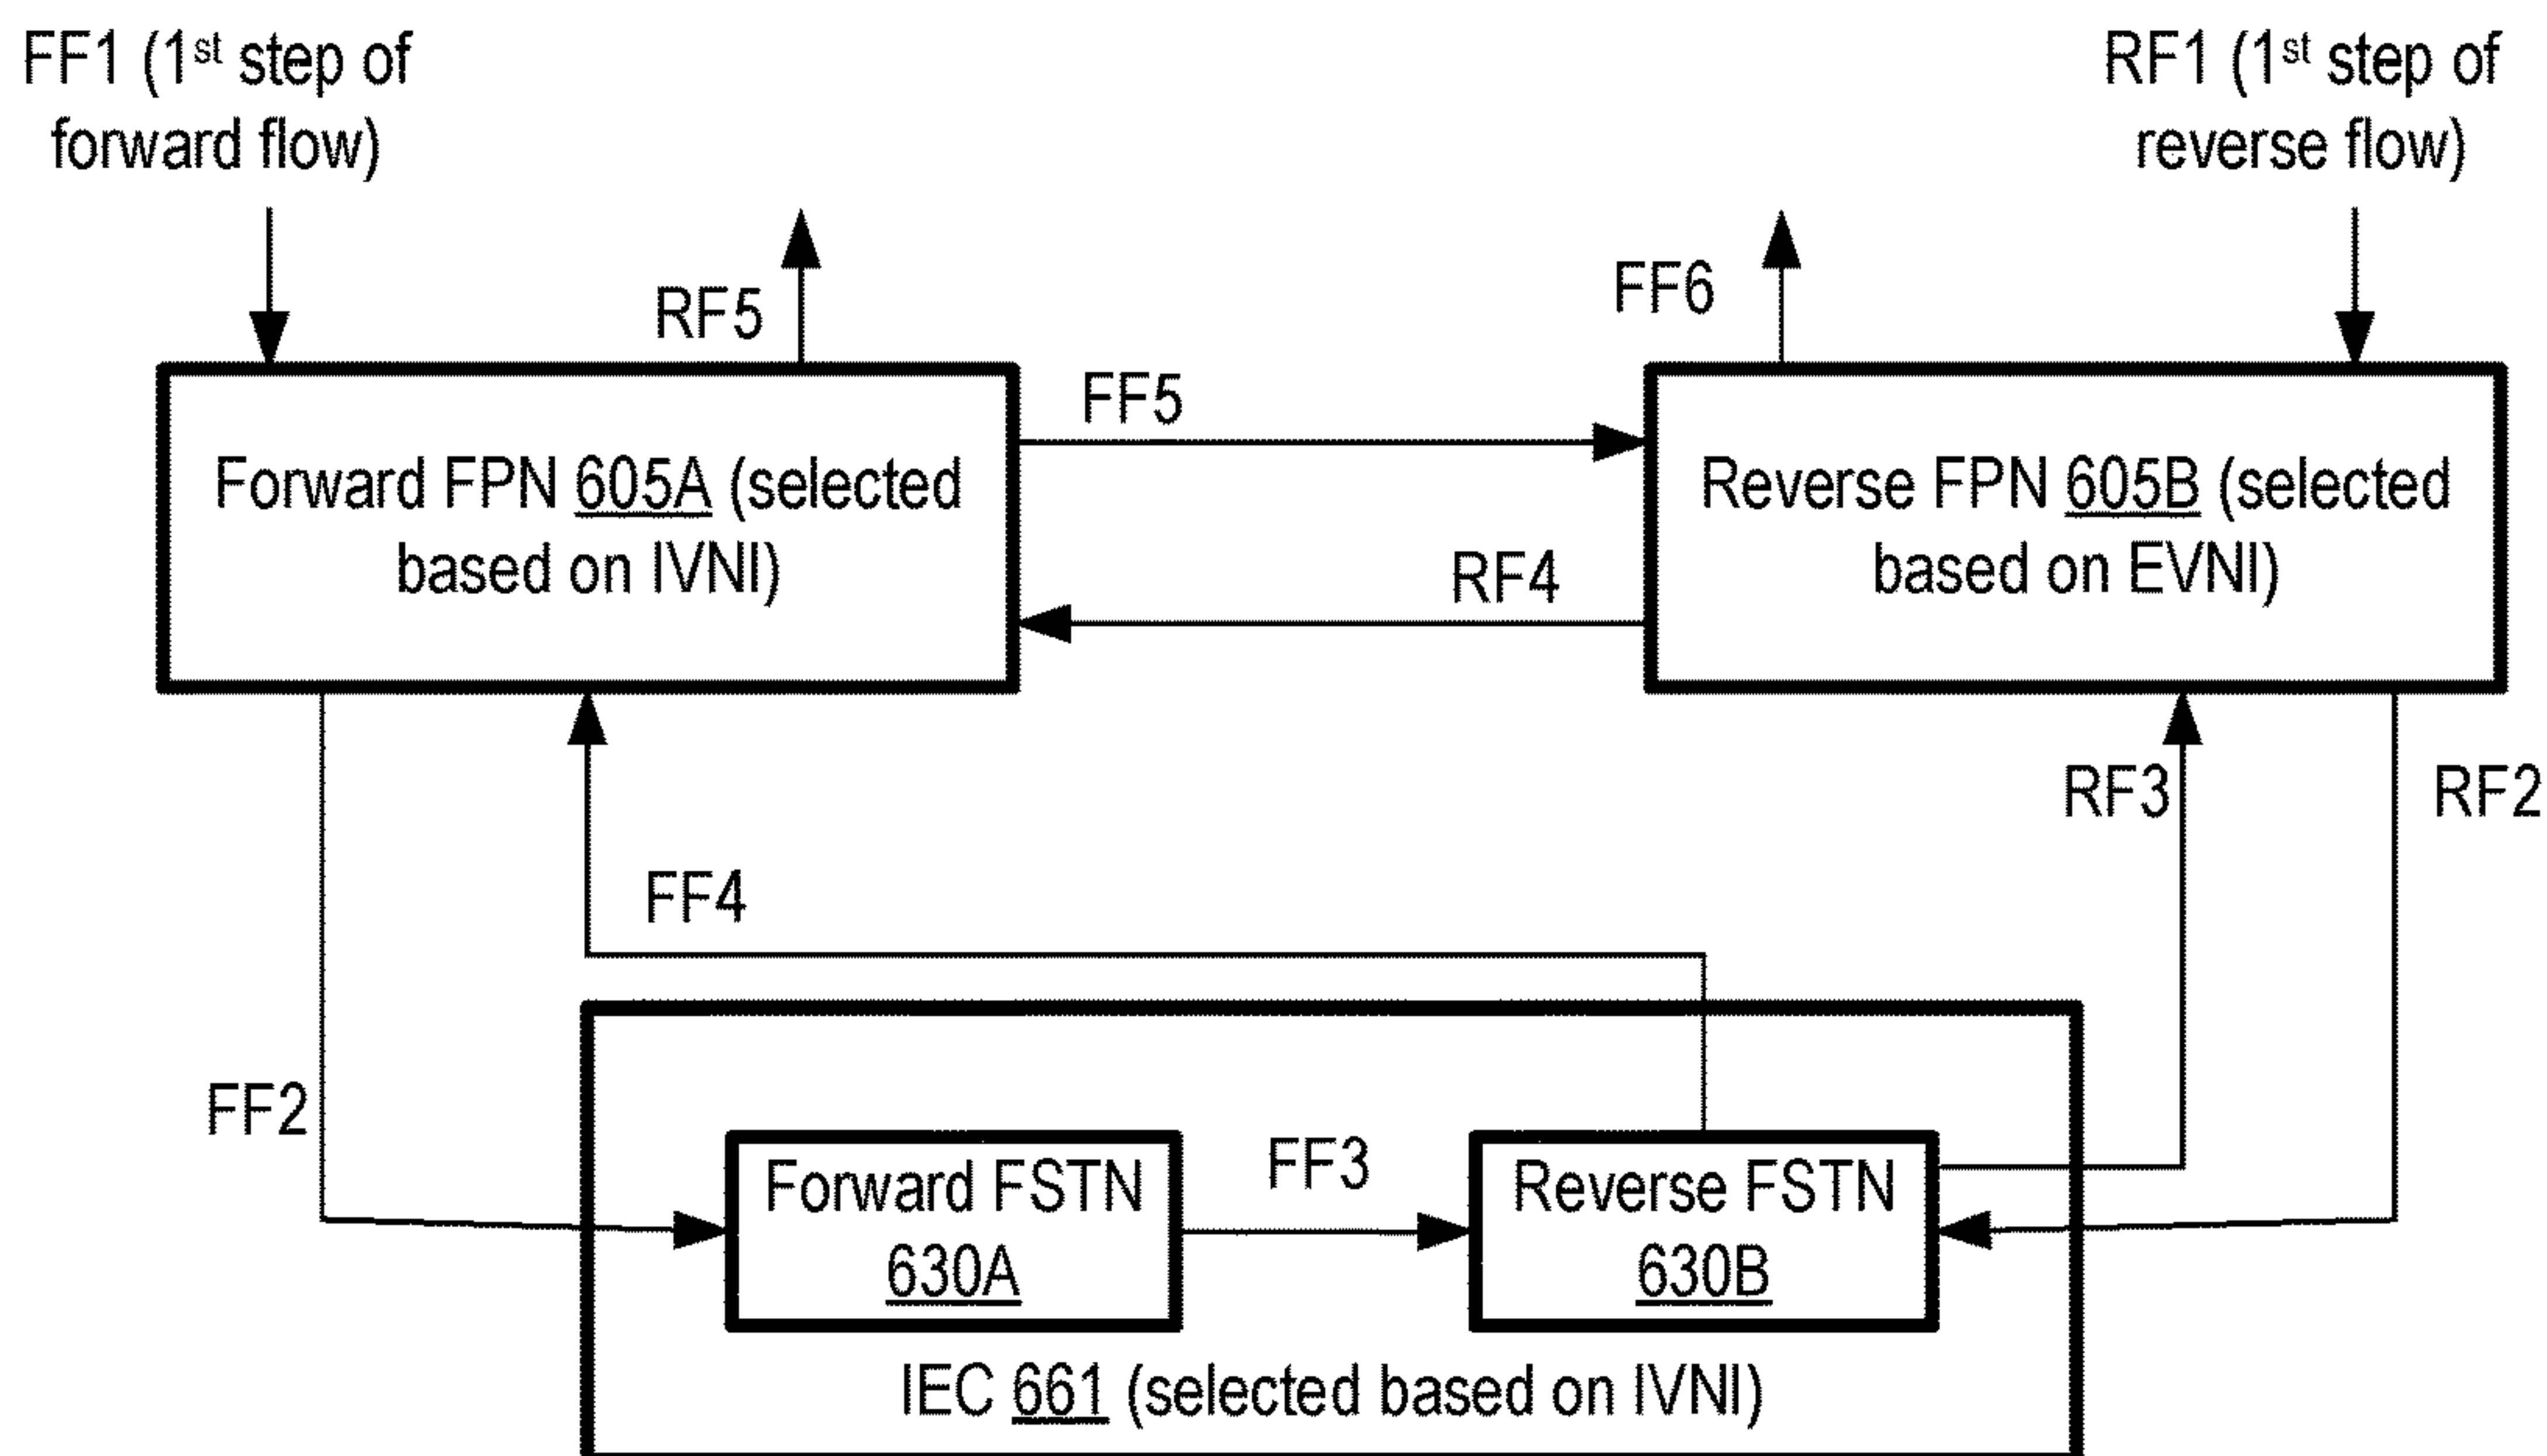 FF1 (1st step of
forward flow)
RF1 (1st step of
reverse flow)
RF5
FF6
FF5
Forward FPN 605A (selected
based on IVNI)
Reverse FPN 605B (selected
based on EVNI)
RF4
RF3
RF2
FF4
FF2
FF3
Forward FSTN
630A
Reverse FSTN
630B
IEC 661 (selected based on IVNI)